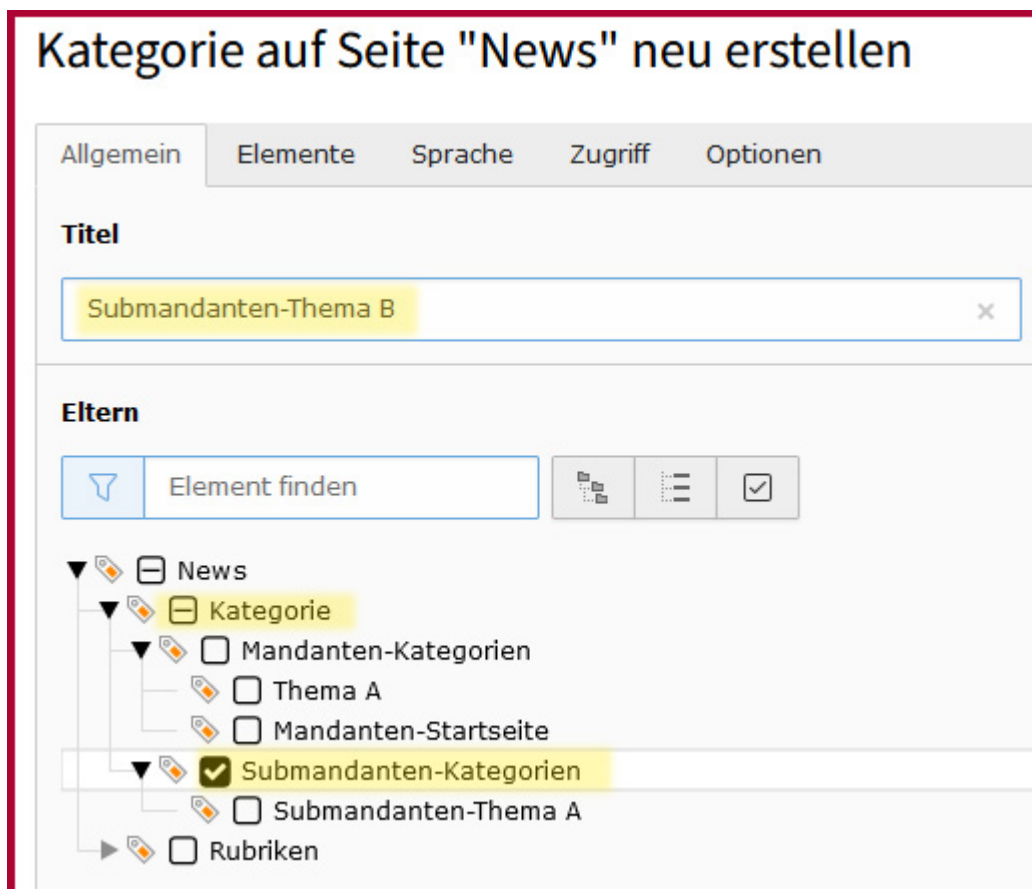 Kategorie auf Seite "News" neu erstellen
Allgemein Elemente Sprache Zugriff Optionen
Titel
Submandanten-Thema B
Eltern
Element finden
News
Kategorie
Mandanten-Kategorien
Thema A
Mandanten-Startseite
Submandanten-Kategorien
Submandanten-Thema A
Rubriken